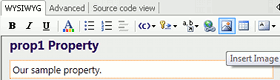 WYSIWYG Advanced Source code view
B I U
prop1 Property
Insert Image
Our sample property.